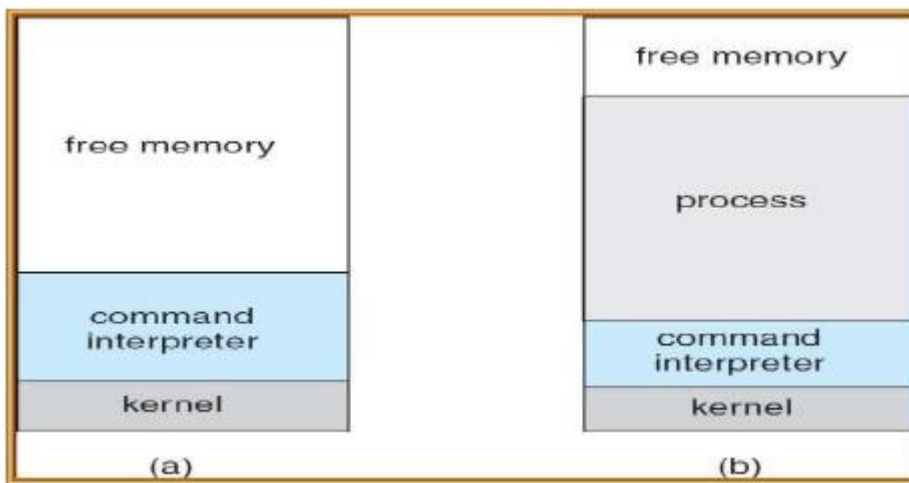 free memory
command
interpreter
kernel
(a)
free memory
process
command
interpreter
kernel
(b)